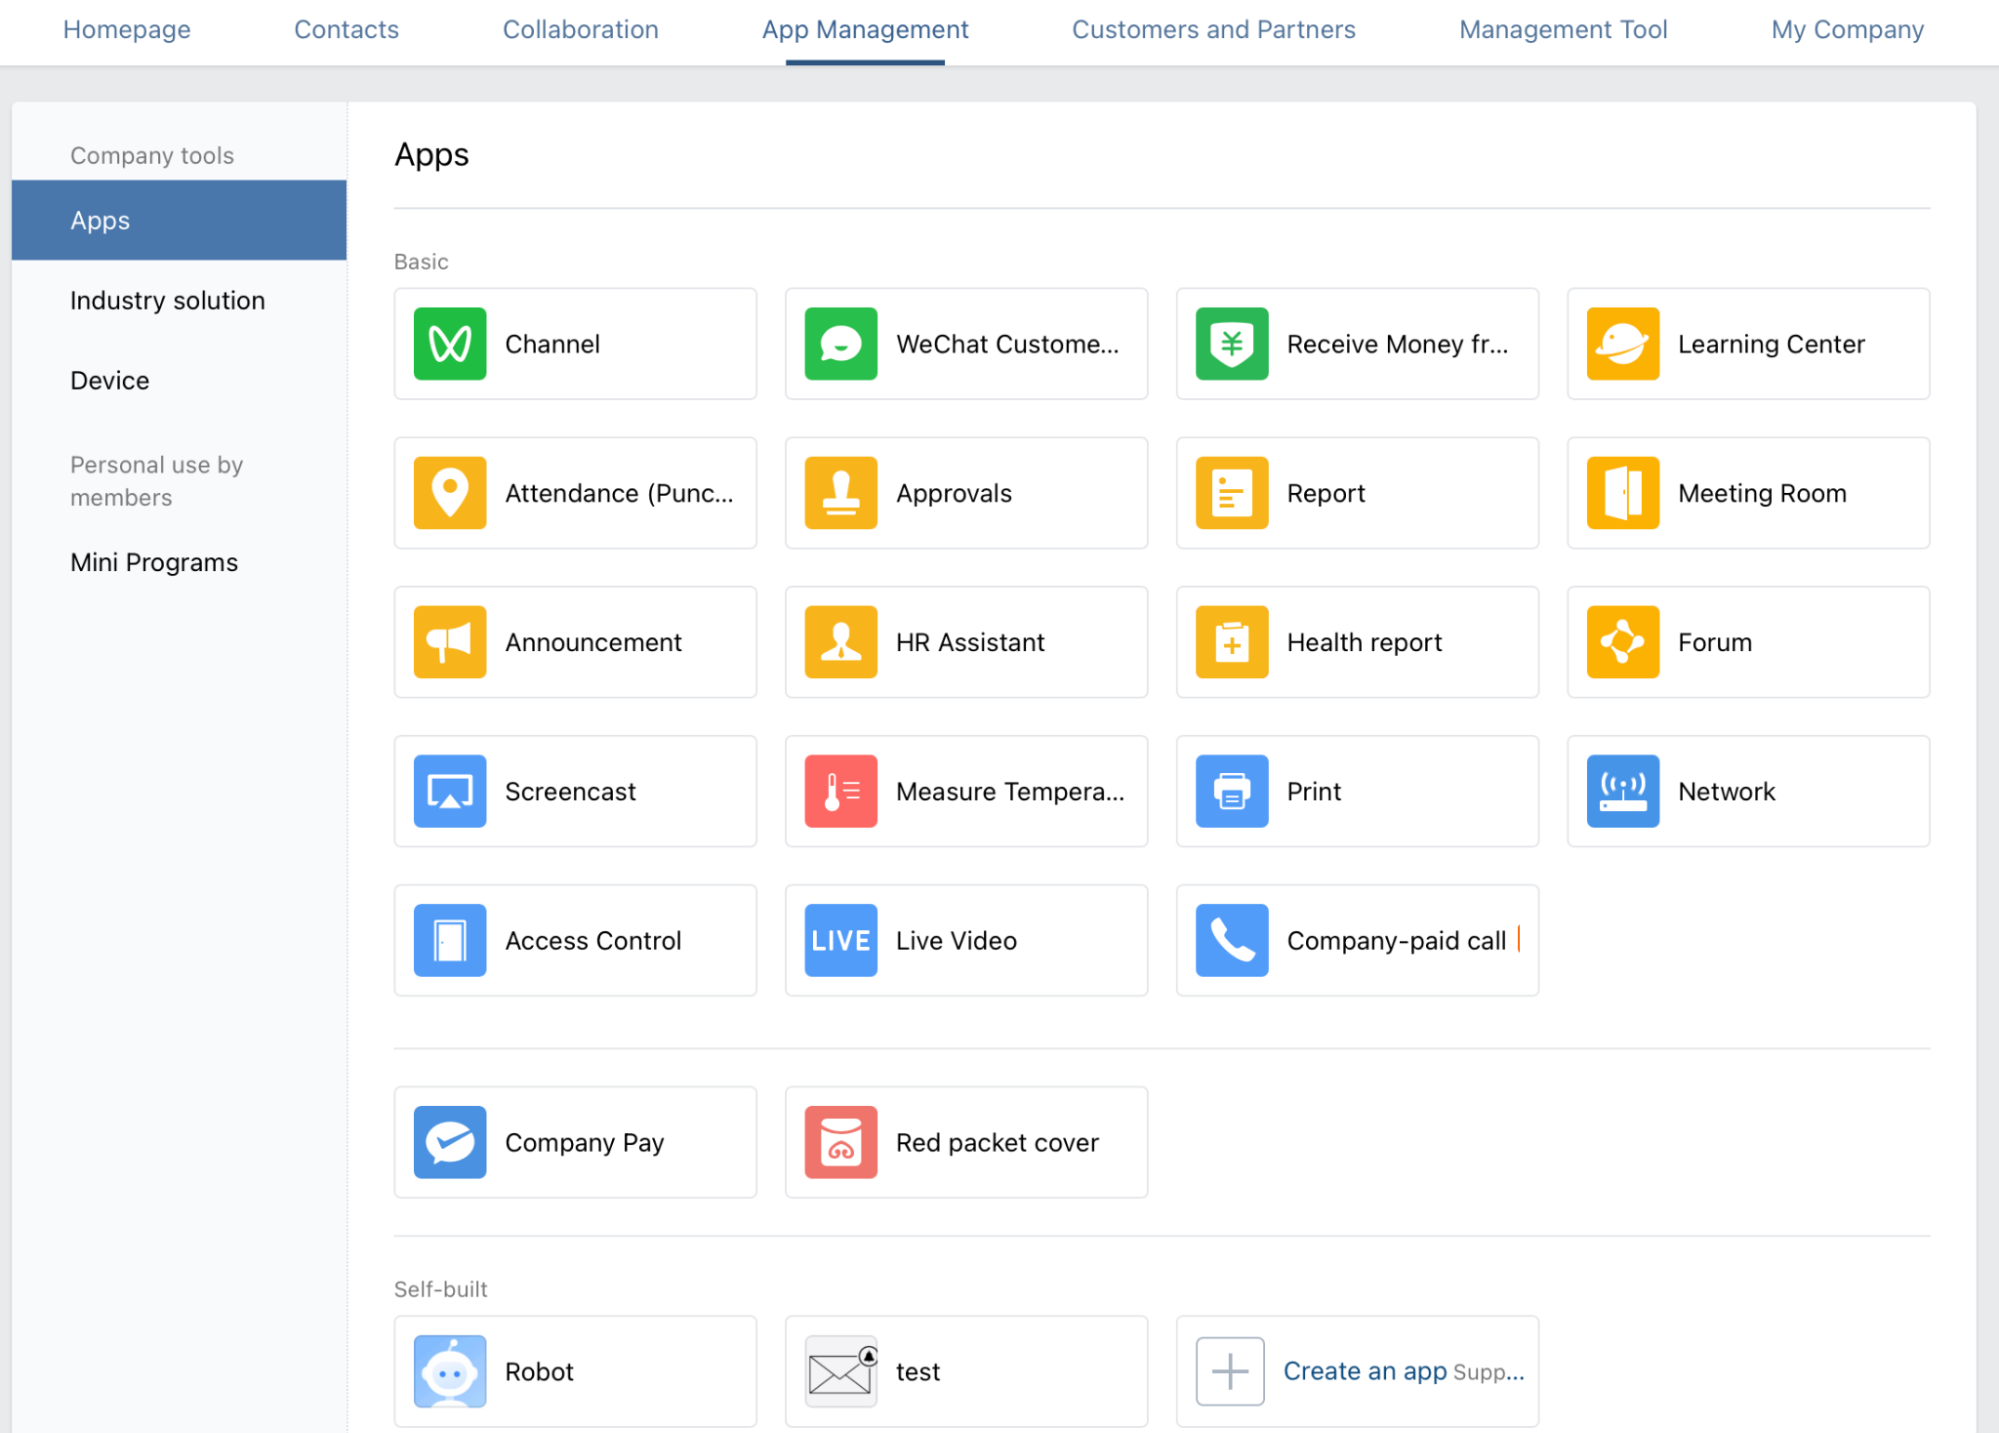 Homepage Contacts Collaboration App Management Customers and Partners Management Tool My Company
Company tools
Apps
Industry solution
Device
Personal use by
members
Mini Programs
Apps
Basic
Channel
WeChat Custome...
Receive Money fr...
Learning Center
Attendance (Punc...
Approvals
Report
Meeting Room
Announcement
HR Assistant
Health report
Forum
Screencast
Measure Tempera...
Print
Network
Access Control
LIVE
Live Video
Company-paid call
Company Pay
Red packet cover
Self-built
Robot
test
Create an app Supp...